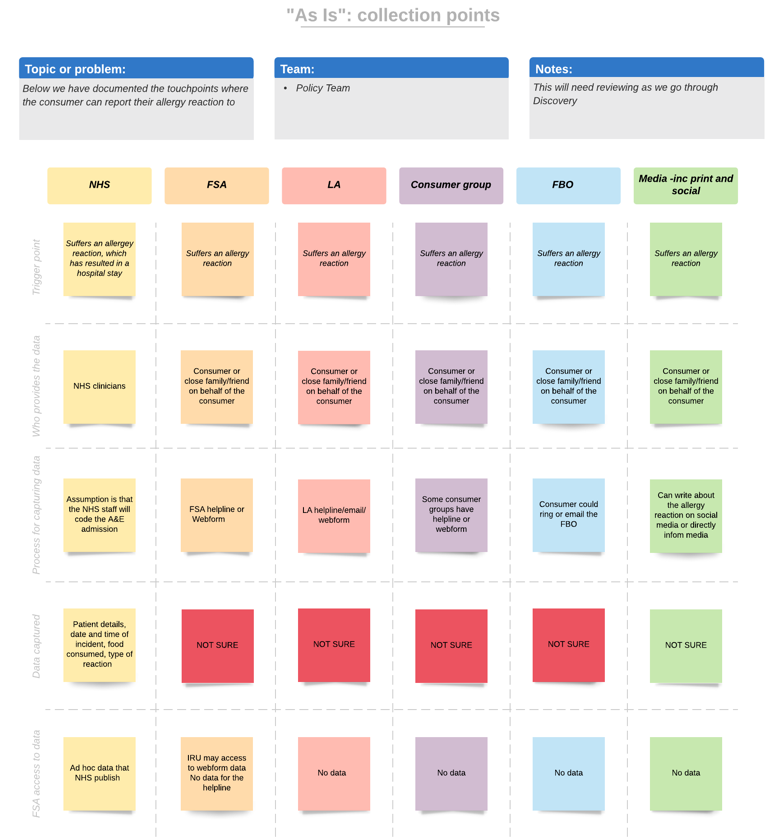 "As Is": collection points
Topic or problem:
Below we have documented the touchpoints where
the consumer can report their allergy reaction to
Team:
• Policy Team
Notes:
This will need reviewing as we go through
Discovery
NHS
FSA
LA
Consumer group
FBO
Media -inc print and
social
Trigger point
Suffers an allergey
reaction, which
has resulted in a
hospital stay
Suffers an allergy
reaction
Suffers an allergy
reaction
Suffers an allergy
reaction
Suffers an allergy
reaction
Suffers an allergy
reaction
Who provides the data
NHS clinicians
Consumer or
close family/friend
on behalf of the
consumer
Consumer or
close family/friend
on behalf of the
consumer
Consumer or
close family/friend
on behalf of the
consumer
Consumer or
close family/friend
on behalf of the
consumer
Consumer or
close family/friend
on behalf of the
consumer
Process for capturing data
Assumption is that
the NHS staff will
code the A&E
admission
FSA helpline or
Webform
LA helpline/email/
webform
Some consumer
groups have
helpline or
webform
Consumer could
ring or email the
FBO
Can write about
the allergy
reaction on social
media or directly
infom media
Data captured
Patient details,
date and time of
incident, food
consumed, type of
reaction
NOT SURE
NOT SURE
NOT SURE
NOT SURE
NOT SURE
FSA access to data
Ad hoc data that
NHS publish
IRU may access
to webform data
No data for the
helpline
No data
No data
No data
No data